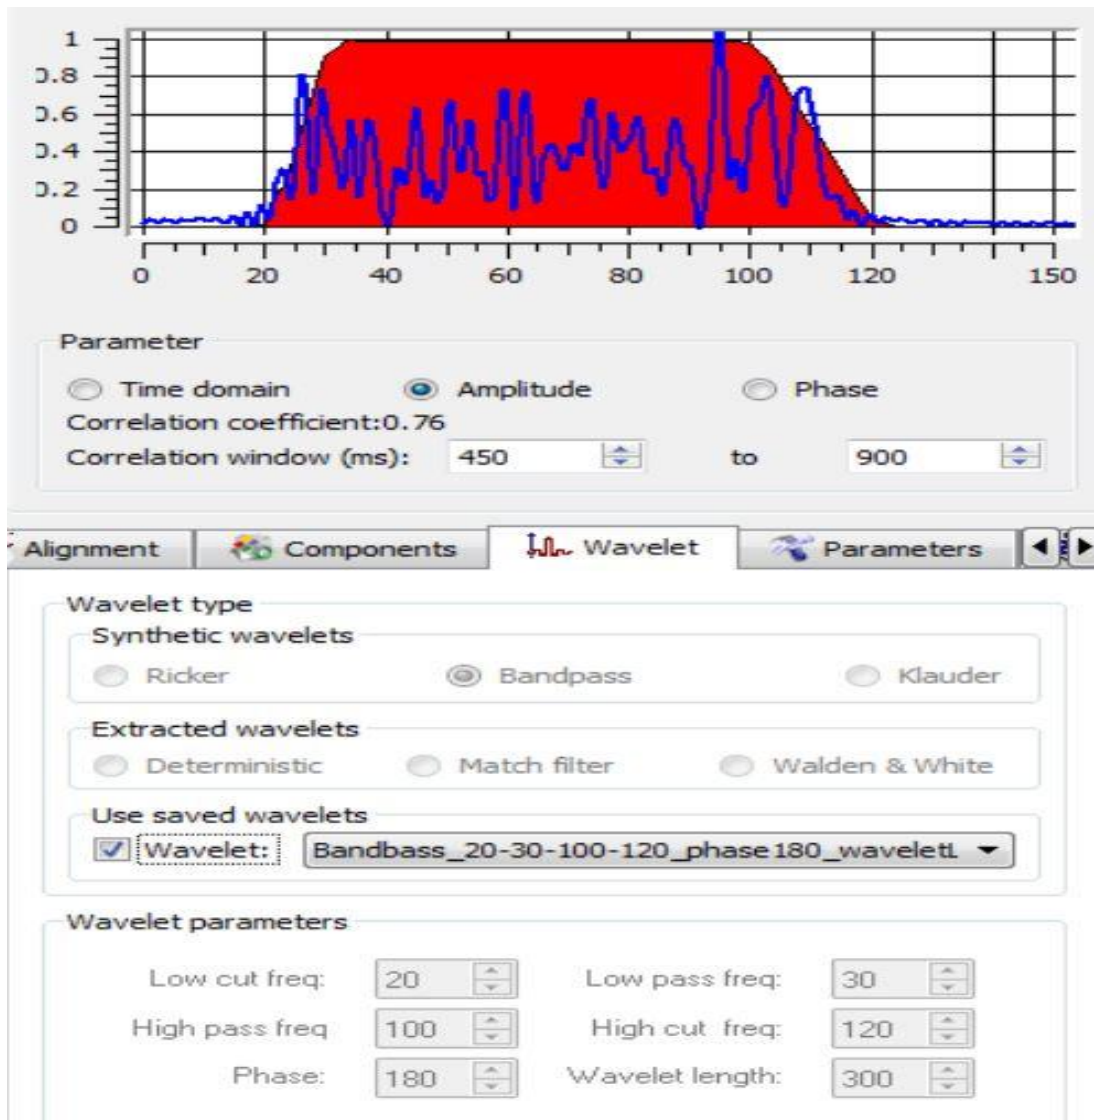 1
0.8
0.6
0.4
0.2
0
0 20 40 60 80 100 120 150
Parameter
Time domain Amplitude Phase
Correlation coefficient:0.76
Correlation window (ms): 450 to 900
Alignment Components Wavelet Parameters
Wavelet type
Synthetic wavelets
Ricker Bandpass Klauder
Extracted wavelets
Deterministic Match filter Walden & White
Use saved wavelets
Wavelet: Bandbass_20-30-100-120_phase180_waveletL
Wavelet parameters
Low cut freq: 20 Low pass freq: 30
High pass freq 100 High cut freq: 120
Phase: 180 Wavelet length: 300